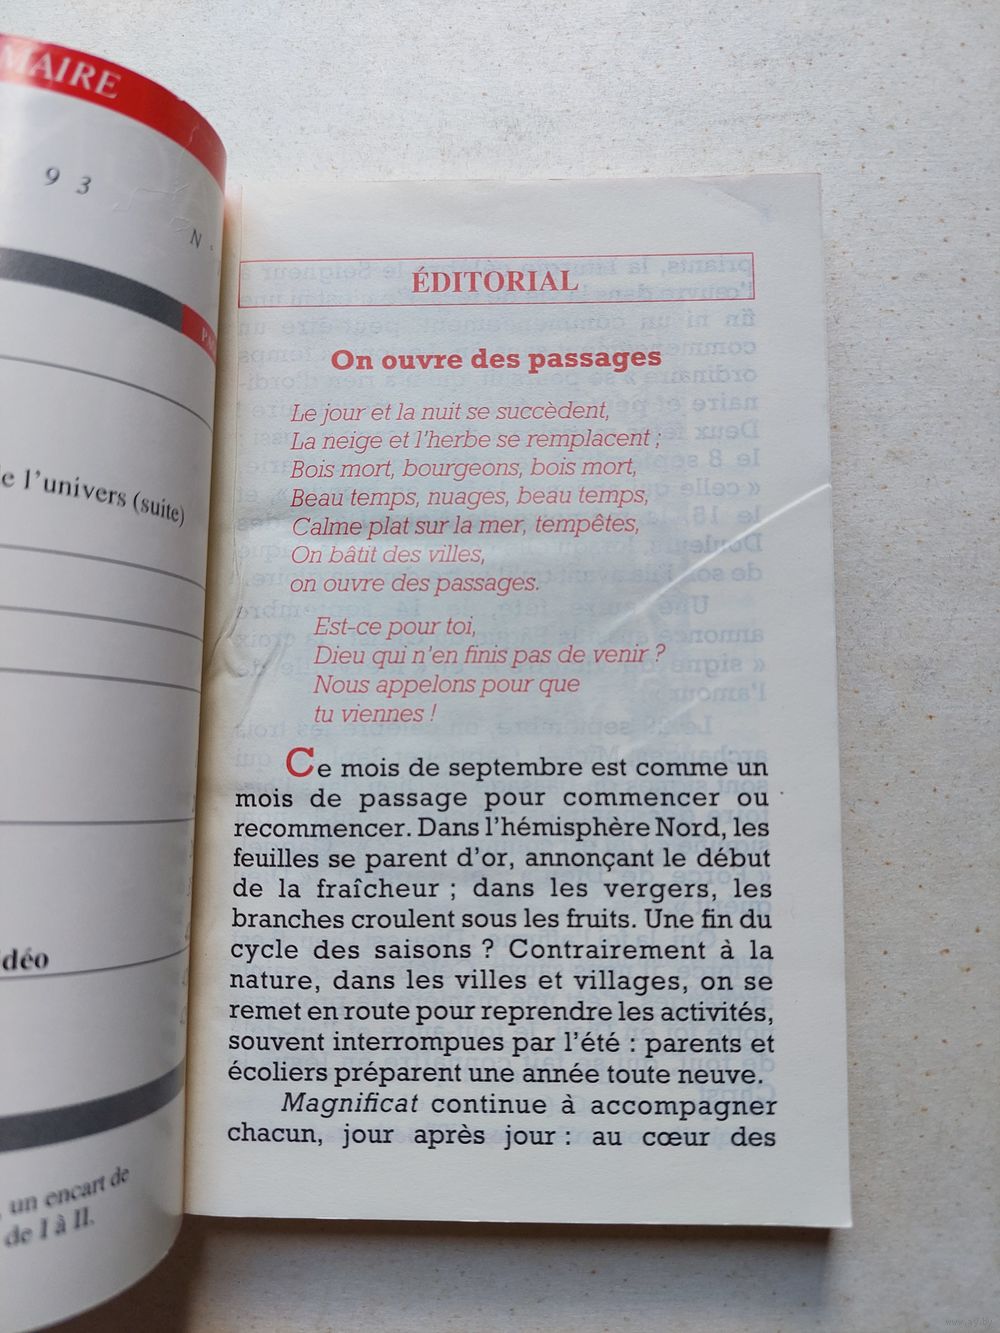 MAIRE
9 3
N°
e l'univers (suite)
déo
un encart de
de I à II.
ÉDITORIAL
On ouvre des passages
Le jour et la nuit se succèdent,
La neige et l'herbe se remplacent ;
Bois mort, bourgeons, bois mort,
Beau temps, nuages, beau temps,
Calme plat sur la mer, tempêtes,
On bâtit des villes,
on ouvre des passages.
Est-ce pour toi,
Dieu qui n'en finis pas de venir ?
Nous appelons pour que
tu viennes !
Ce mois de septembre est comme un
mois de passage pour commencer ou
recommencer. Dans l'hémisphère Nord, les
feuilles se parent d'or, annonçant le début
de la fraîcheur ; dans les vergers, les
branches croulent sous les fruits. Une fin du
cycle des saisons ? Contrairement à la
nature, dans les villes et villages, on se
remet en route pour reprendre les activités,
souvent interrompues par l'été : parents et
écoliers préparent une année toute neuve.
Magnificat continue à accompagner
chacun, jour après jour : au cœur des